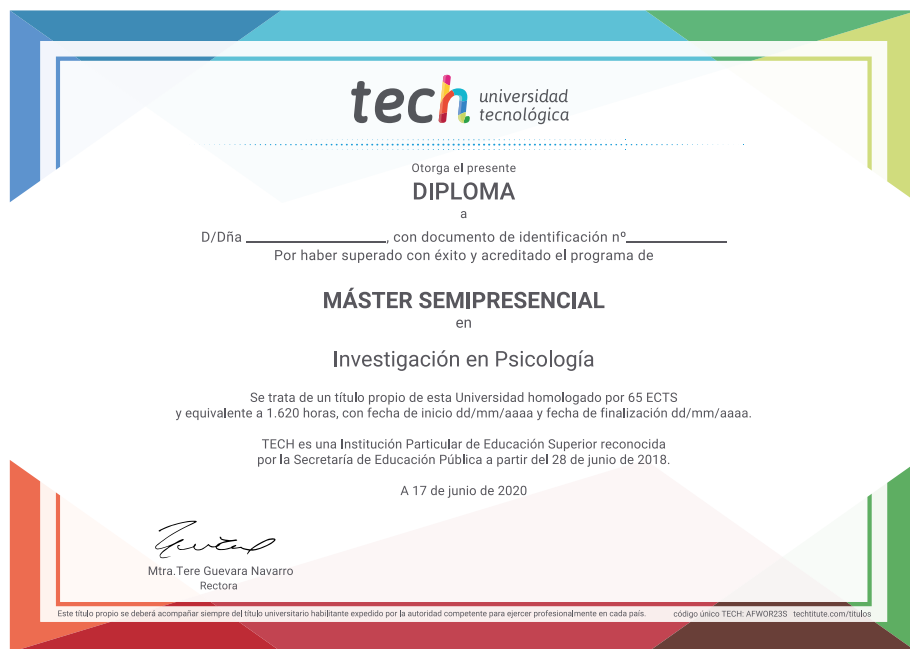 tech universidad
tecnológica
Otorga el presente
DIPLOMA
a
D/Dña ____________________, con documento de identificación nº______________
Por haber superado con éxito y acreditado el programa de
MÁSTER SEMIPRESENCIAL
en
Investigación en Psicología
Se trata de un título propio de esta Universidad homologado por 65 ECTS
y equivalente a 1.620 horas, con fecha de inicio dd/mm/aaaa y fecha de finalización dd/mm/aaaa.
TECH es una Institución Particular de Educación Superior reconocida
por la Secretaría de Educación Pública a partir del 28 de junio de 2018.
A 17 de junio de 2020
Mtra.Tere Guevara Navarro
Rectora
Este título propio se deberá acompañar siempre del título universitario habilitante expedido por la autoridad competente para ejercer profesionalmente en cada país. código único TECH: AFWOR23S techtitute.com/titulos